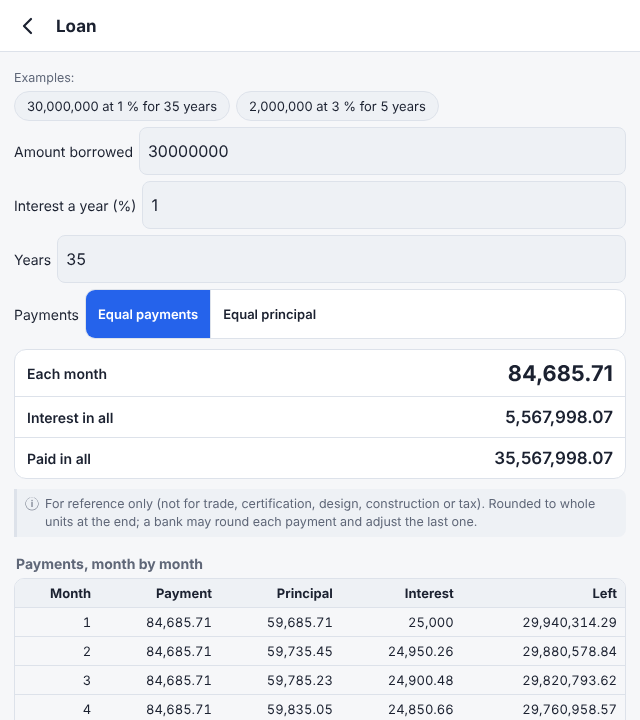 Loan
Examples:
30,000,000 at 1 % for 35 years
2,000,000 at 3 % for 5 years
Amount borrowed 30000000
Interest a year (%) 1
Years 35
Payments Equal payments Equal principal
Each month 84,685.71
Interest in all 5,567,998.07
Paid in all 35,567,998.07
ⓘ For reference only (not for trade, certification, design, construction or tax). Rounded to whole
units at the end; a bank may round each payment and adjust the last one.
Payments, month by month
Month Payment Principal Interest Left
1 84,685.71 59,685.71 25,000 29,940,314.29
2 84,685.71 59,735.45 24,950.26 29,880,578.84
3 84,685.71 59,785.23 24,900.48 29,820,793.62
4 84,685.71 59,835.05 24,850.66 29,760,958.57